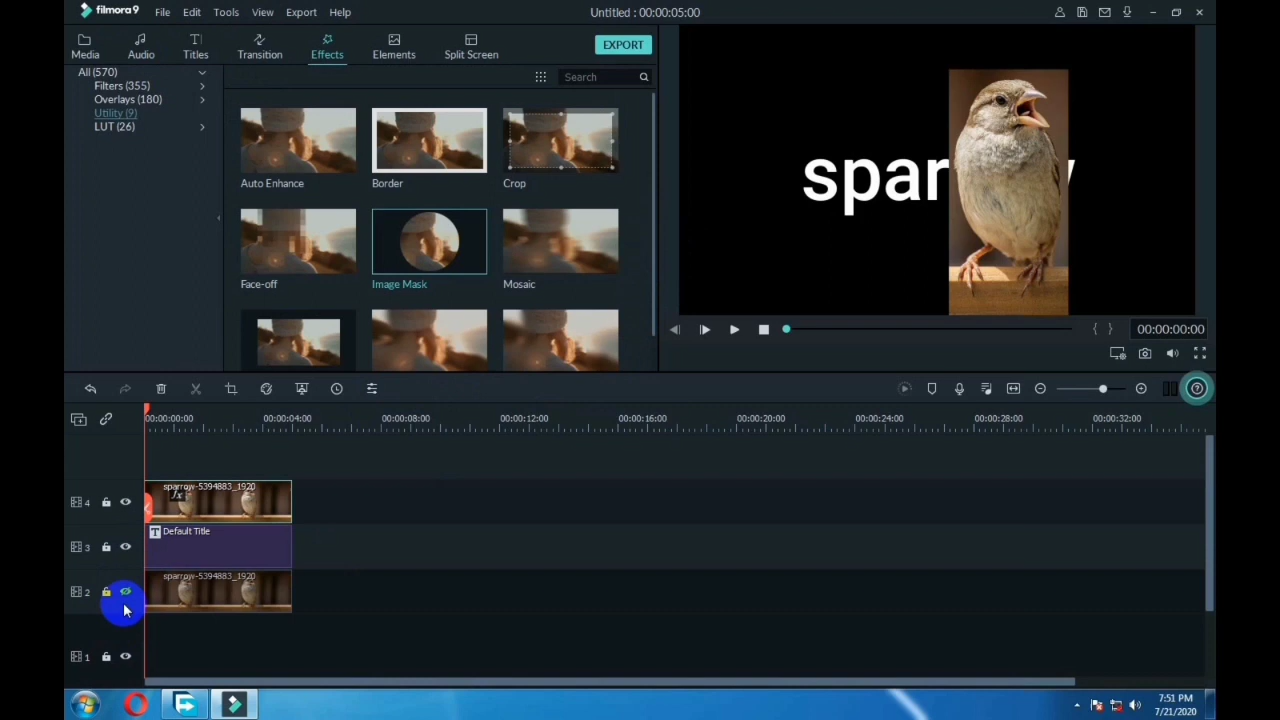 filmora9 File Edit Tools View Export Help Untitled : 00:00:05:00
Media Audio Titles Transition Effects Elements Split Screen EXPORT
All (570)
Filters (355)
Overlays (180)
Utility (9)
LUT (26)
Search
Auto Enhance Border Crop
Face-off Image Mask Mosaic
spar w
00:00:00:00
00:00:00:00 00:00:04:00 00:00:08:00 00:00:12:00 00:00:16:00 00:00:20:00 00:00:24:00 00:00:28:00 00:00:32:00
4 sparrow-5394883_1920
fx
3 T Default Title
2 sparrow-5394883_1920
1
7:51 PM
7/21/2020